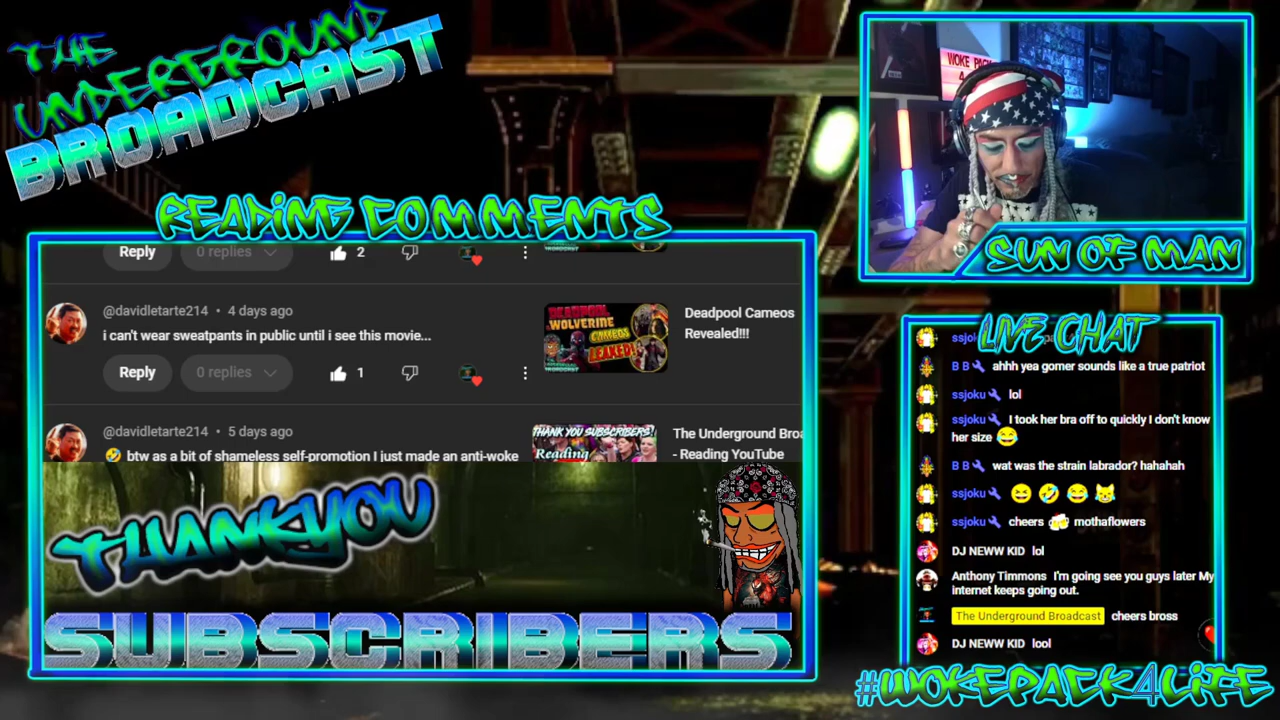 THE
UNDERGROUND
BROADCAST
READING COMMENTS
Reply 0 replies 2
@davidletarte214 • 4 days ago
i can't wear sweatpants in public until i see this movie...
Reply 0 replies 1
DEADPOOL
WOLVERINE
CAMEOS
LEAKED!
Deadpool Cameos
Revealed!!!
@davidletarte214 • 5 days ago
🤣 btw as a bit of shameless self-promotion I just made an anti-woke
THANK YOU SUBSCRIBERS!
Reading
The Underground Broa
- Reading YouTube
THANKYOU
SUBSCRIBERS
WOKE PACK
4
SUN OF MAN
LIVE CHAT
ssjo
B B ahhh yea gomer sounds like a true patriot
ssjoku lol
ssjoku I took her bra off to quickly I don't know
her size 😂
B B wat was the strain labrador? hahahah
ssjoku 😆 🤣 😂 😹
ssjoku cheers 🍻 mothaflowers
DJ NEWW KID lol
Anthony Timmons I'm going see you guys later My
internet keeps going out.
The Underground Broadcast cheers bross
DJ NEWW KID lool
#WOKEPACK4LIFE